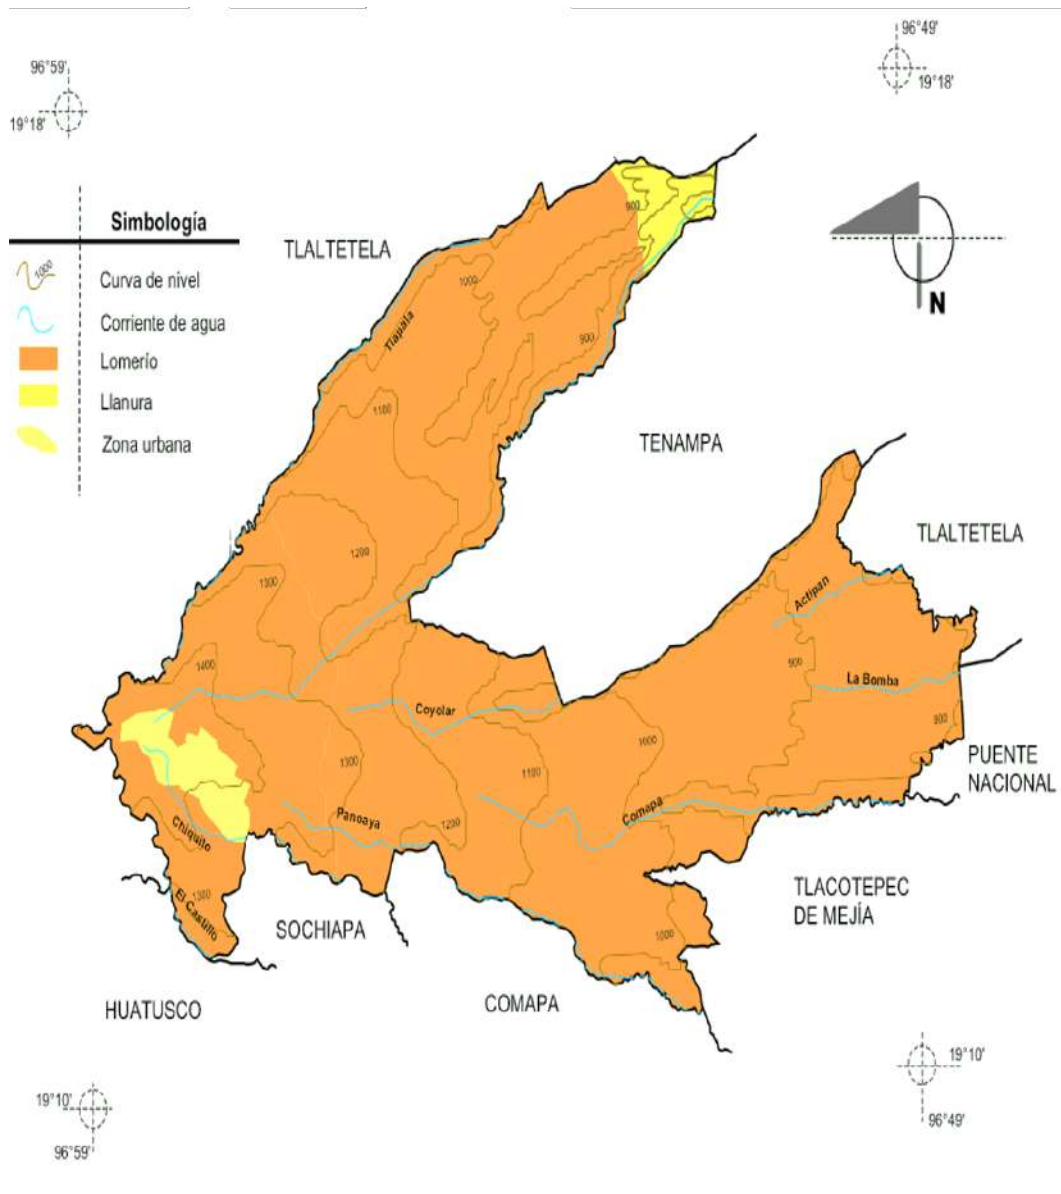 96°49'
19°18'
96°59'
19°18'
Simbología
1000
Curva de nivel
Corriente de agua
Lomerío
Llanura
Zona urbana
N
TLALTETELA
900
1000
Tlapala
900
1100
TENAMPA
TLALTETELA
1200
1300
Actipan
1400
900
La Bomba
Coyolar
900
1000
1300
1100
PUENTE
NACIONAL
Comapa
Panoaya
1200
Chiquito
TLACOTEPEC
DE MEJÍA
1300
El Castillo
SOCHIAPA
1000
HUATUSCO
COMAPA
19°10'
96°49'
19°10'
96°59'